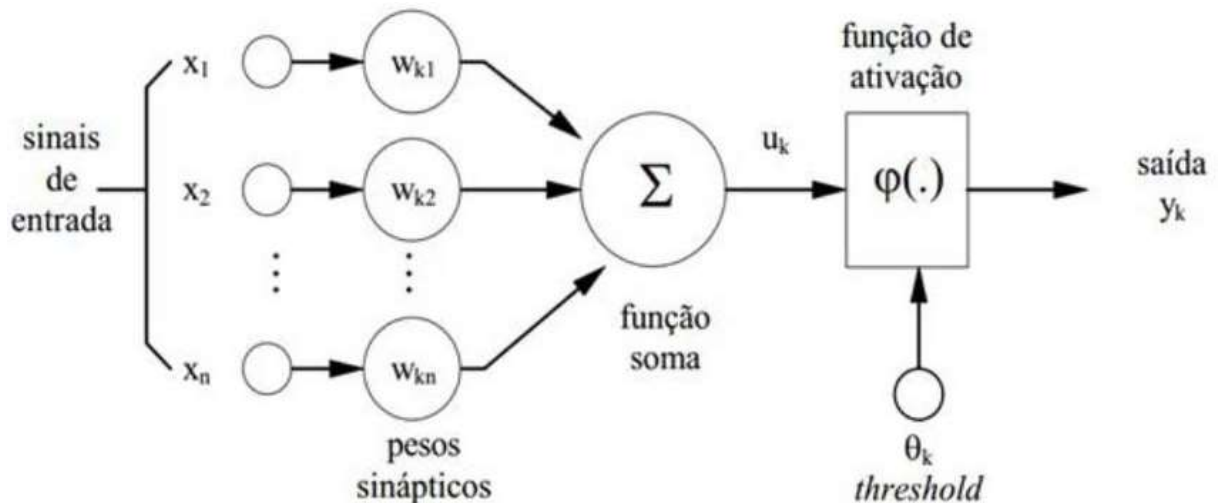 sinais
de
entrada
x₁
x₂
⋮
xₙ
wₖ₁
wₖ₂
⋮
wₖₙ
pesos
sinápticos
Σ
função
soma
uₖ
função de
ativação
φ(.)
θₖ
threshold
saída
yₖ